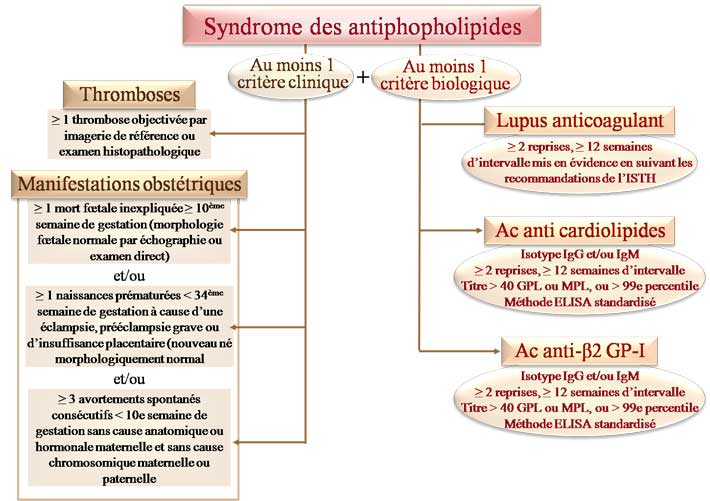 Syndrome des antiphopholipides
Au moins 1
critère clinique
+
Au moins 1
critère biologique
Thromboses
≥ 1 thrombose objectivée par
imagerie de référence ou
examen histopathologique
Manifestations obstétriques
≥ 1 mort fœtale inexpliquée ≥ 10ème
semaine de gestation (morphologie
fœtale normale par échographie ou
examen direct)
et/ou
≥ 1 naissances prématurées < 34ème
semaine de gestation à cause d'une
éclampsie, prééclampsie grave ou
d'insuffisance placentaire (nouveau né
morphologiquement normal
et/ou
≥ 3 avortements spontanés
consécutifs < 10e semaine de
gestation sans cause anatomique ou
hormonale maternelle et sans cause
chromosomique maternelle ou
paternelle
Lupus anticoagulant
≥ 2 reprises, ≥ 12 semaines
d'intervalle mis en évidence en suivant les
recommandations de l'ISTH
Ac anti cardiolipides
Isotype IgG et/ou IgM
≥ 2 reprises, ≥ 12 semaines d'intervalle
Titre > 40 GPL ou MPL, ou > 99e percentile
Méthode ELISA standardisé
Ac anti-β2 GP-I
Isotype IgG et/ou IgM
≥ 2 reprises, ≥ 12 semaines d'intervalle
Titre > 40 GPL ou MPL, ou > 99e percentile
Méthode ELISA standardisé